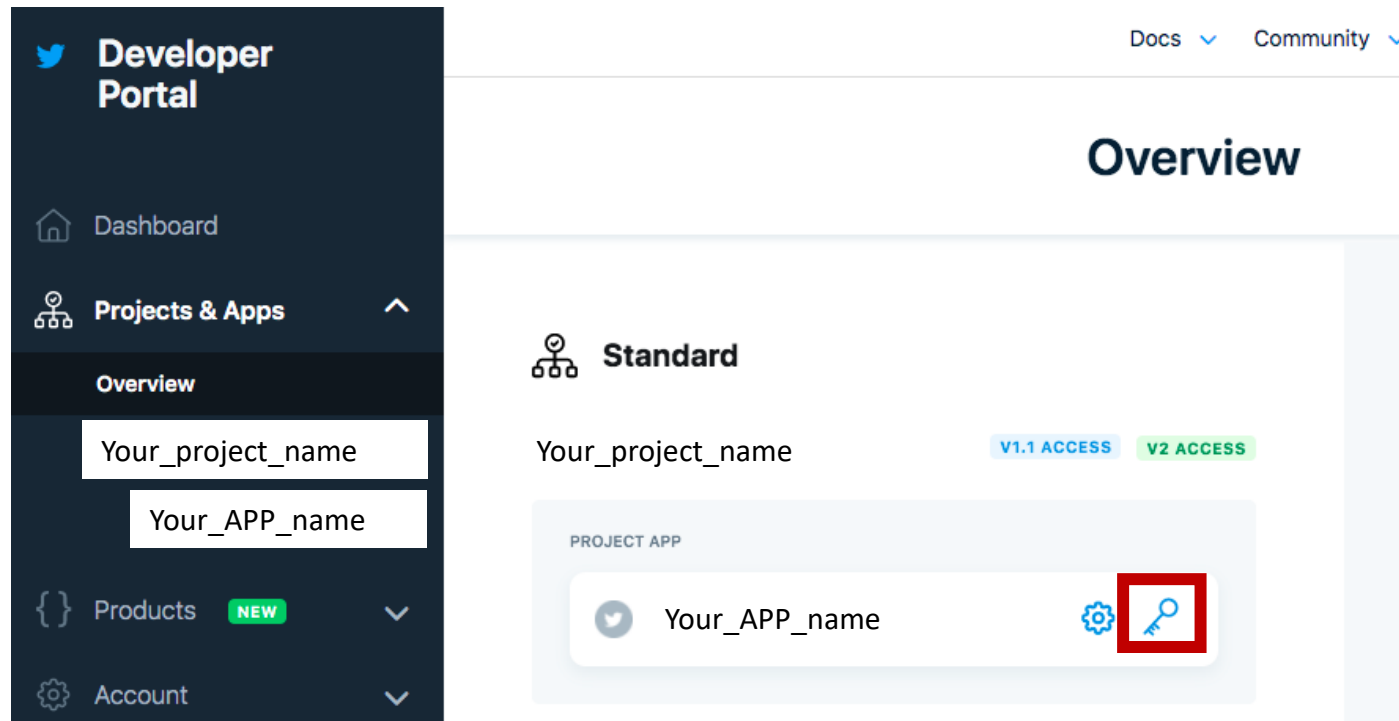 Developer
Portal
Docs
Community
Overview
Dashboard
Projects & Apps
Overview
Your_project_name
Your_APP_name
Products NEW
Account
Standard
Your_project_name
V1.1 ACCESS
V2 ACCESS
PROJECT APP
Your_APP_name